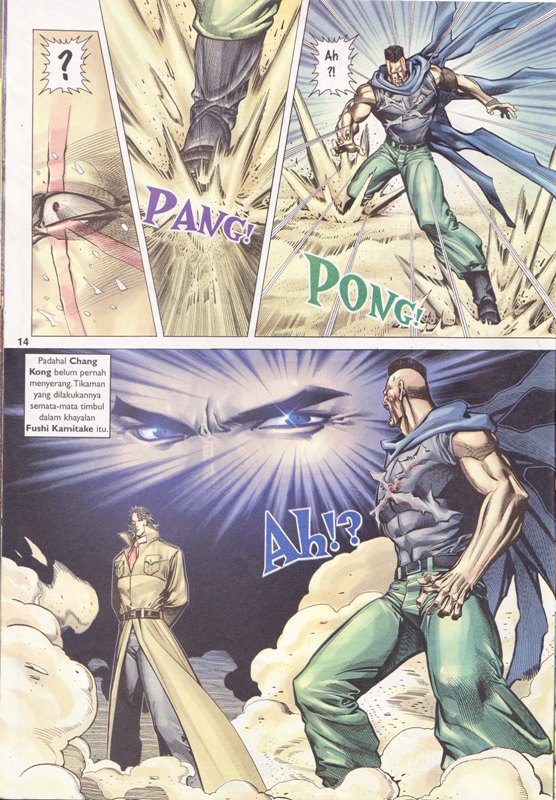 ?
PANG!
Ah
?!
PONG!
14
Padahal Chang
Kong belum pernah
menyerang. Tikaman
yang dilakukannya
semata-mata timbul
dalam khayalan
Fushi Kamitake itu.
Ah!?